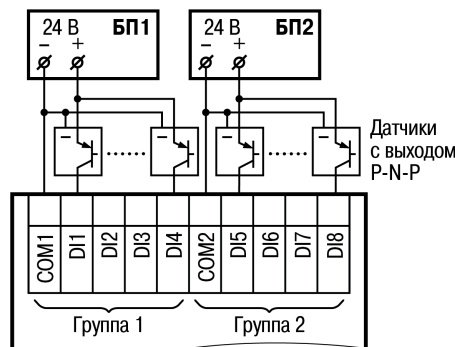 24 В БП1
– +
24 В БП2
– +
Датчики
с выходом
P-N-P
– – – –
COM1 DI1 DI2 DI3 DI4 COM2 DI5 DI6 DI7 DI8
Группа 1 Группа 2